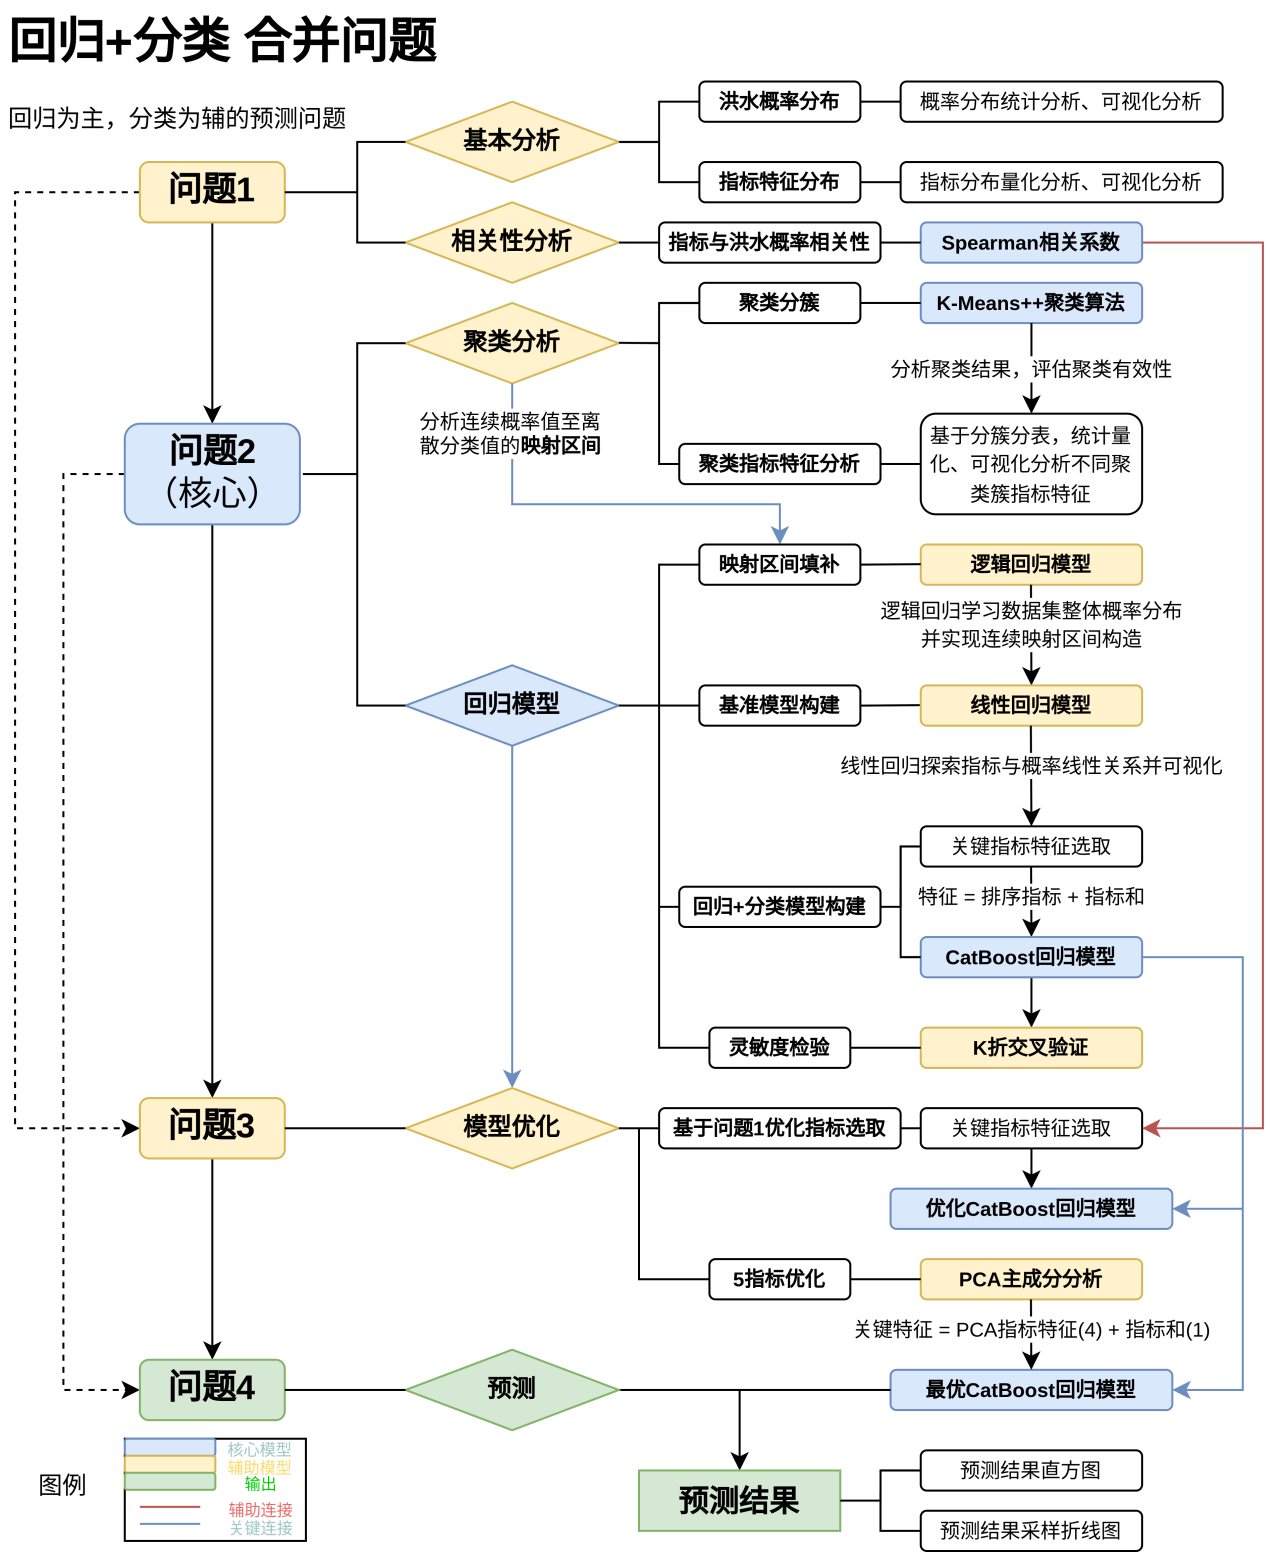 回归+分类 合并问题
回归为主，分类为辅的预测问题
问题1
基本分析
洪水概率分布
概率分布统计分析、可视化分析
指标特征分布
指标分布量化分析、可视化分析
相关性分析
指标与洪水概率相关性
Spearman相关系数
问题2
（核心）
聚类分析
聚类分簇
K-Means++聚类算法
分析聚类结果，评估聚类有效性
分析连续概率值至离
散分类值的映射区间
聚类指标特征分析
基于分簇分表，统计量
化、可视化分析不同聚
类簇指标特征
回归模型
映射区间填补
逻辑回归模型
逻辑回归学习数据集整体概率分布
并实现连续映射区间构造
基准模型构建
线性回归模型
线性回归探索指标与概率线性关系并可视化
关键指标特征选取
回归+分类模型构建
特征 = 排序指标 + 指标和
CatBoost回归模型
灵敏度检验
K折交叉验证
问题3
模型优化
基于问题1优化指标选取
关键指标特征选取
优化CatBoost回归模型
5指标优化
PCA主成分分析
关键特征 = PCA指标特征(4) + 指标和(1)
问题4
预测
最优CatBoost回归模型
预测结果
预测结果直方图
预测结果采样折线图
图例
核心模型
辅助模型
输出
辅助连接
关键连接